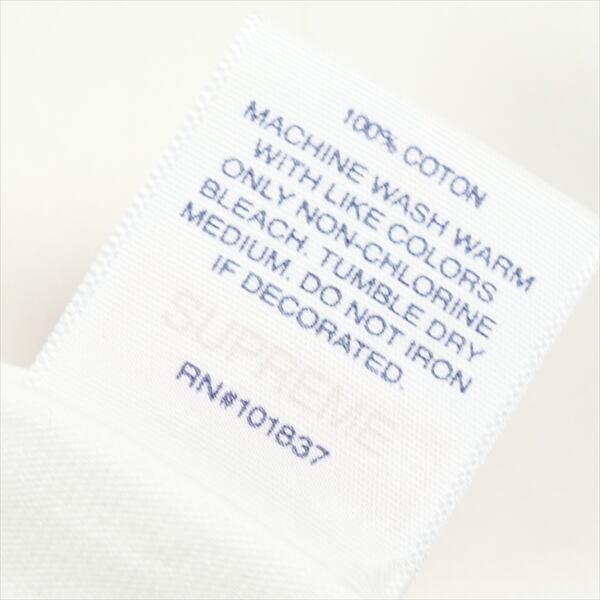 100% COTON
MACHINE WASH WARM
WITH LIKE COLORS
ONLY NON-CHLORINE
BLEACH. TUMBLE DRY
MEDIUM. DO NOT IRON
IF DECORATED.
SUPREME
RN#101837